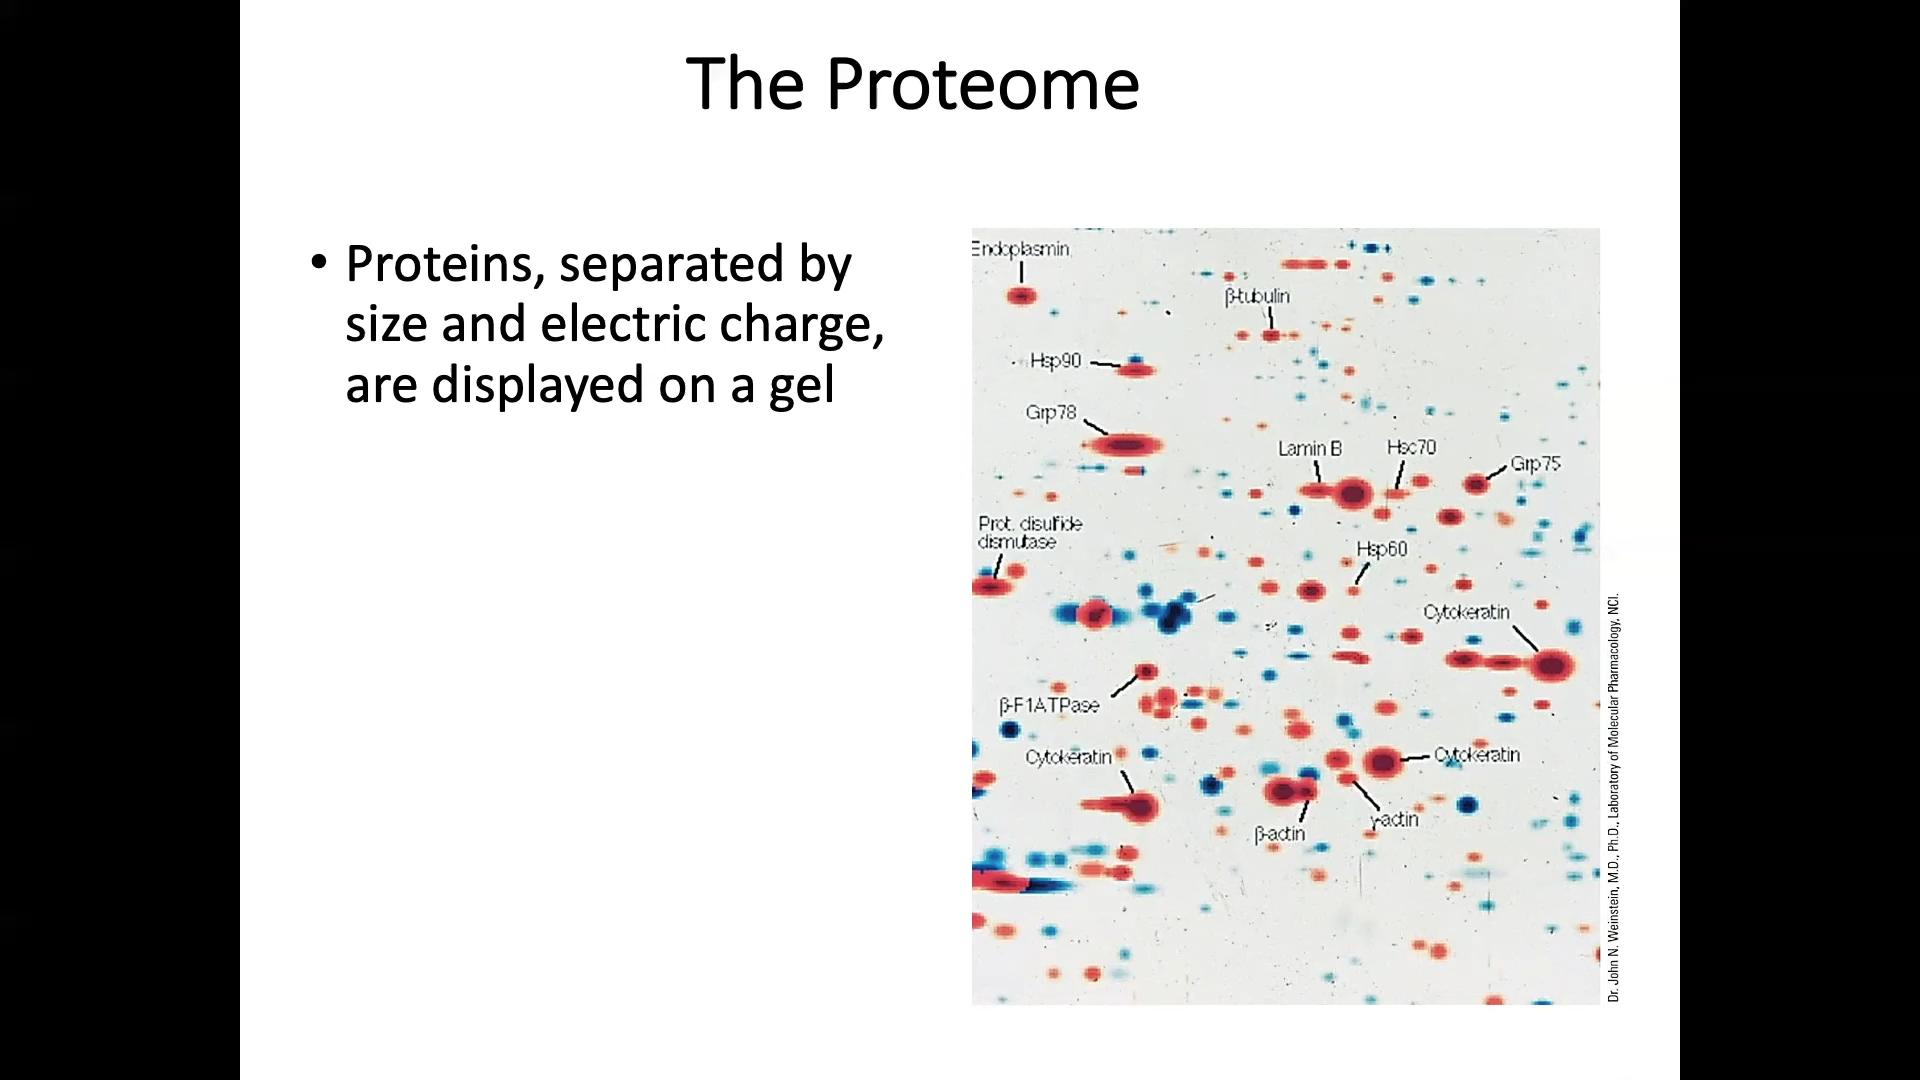 The Proteome
• Proteins, separated by
size and electric charge,
are displayed on a gel
Endoplasmin
β-tubulin
Hsp90
Grp78
Lamin B
Hsc70
Grp75
Prot. disulfide
dismutase
Hsp60
Cytokeratin
β-F1ATPase
Cytokeratin
Cytokeratin
γ-actin
β-actin
Dr. John N. Weinstein, M.D., Ph.D., Laboratory of Molecular Pharmacology, NCI.